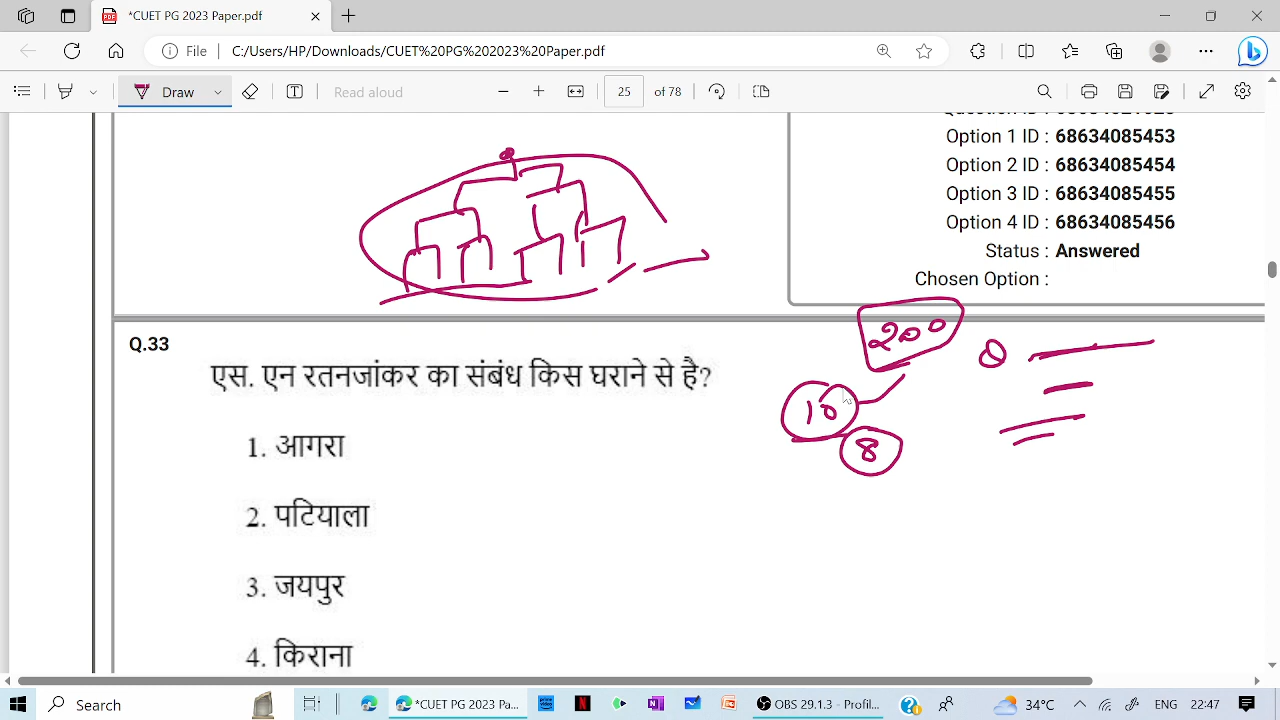 *CUET PG 2023 Paper.pdf
File C:/Users/HP/Downloads/CUET%20PG%202023%20Paper.pdf
Draw Read aloud 25 of 78
Option 1 ID : 68634085453
Option 2 ID : 68634085454
Option 3 ID : 68634085455
Option 4 ID : 68634085456
Status : Answered
Chosen Option :
200
Q.33
एस. एन रतनजांकर का संबंध किस घराने से है?
10
1. आगरा
8
2. पटियाला
3. जयपुर
4. किराना
Search
*CUET PG 2023 Pa...
OBS 29.1.3 - Profil...
34°C
ENG 22:47